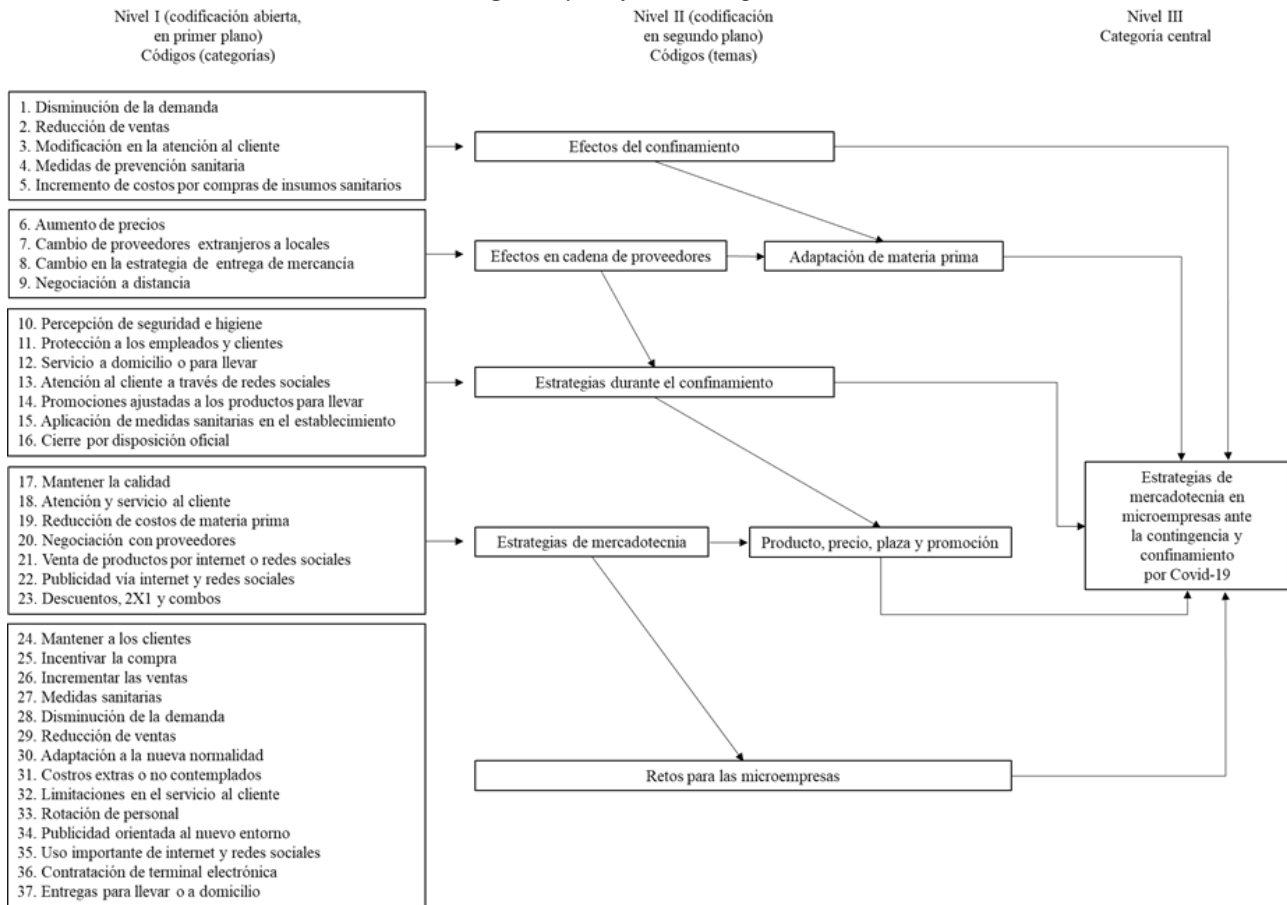 Nivel I (codificación abierta,
en primer plano)
Códigos (categorías)
Nivel II (codificación
en segundo plano)
Códigos (temas)
Nivel III
Categoría central
1. Disminución de la demanda
2. Reducción de ventas
3. Modificación en la atención al cliente
4. Medidas de prevención sanitaria
5. Incremento de costos por compras de insumos sanitarios
Efectos del confinamiento
6. Aumento de precios
7. Cambio de proveedores extranjeros a locales
8. Cambio en la estrategia de entrega de mercancía
9. Negociación a distancia
Efectos en cadena de proveedores
Adaptación de materia prima
10. Percepción de seguridad e higiene
11. Protección a los empleados y clientes
12. Servicio a domicilio o para llevar
13. Atención al cliente a través de redes sociales
14. Promociones ajustadas a los productos para llevar
15. Aplicación de medidas sanitarias en el establecimiento
16. Cierre por disposición oficial
Estrategias durante el confinamiento
17. Mantener la calidad
18. Atención y servicio al cliente
19. Reducción de costos de materia prima
20. Negociación con proveedores
21. Venta de productos por internet o redes sociales
22. Publicidad vía internet y redes sociales
23. Descuentos, 2X1 y combos
Estrategias de mercadotecnia
Producto, precio, plaza y promoción
Estrategias de
mercadotecnia en
microempresas ante
la contingencia y
confinamiento
por Covid-19
24. Mantener a los clientes
25. Incentivar la compra
26. Incrementar las ventas
27. Medidas sanitarias
28. Disminución de la demanda
29. Reducción de ventas
30. Adaptación a la nueva normalidad
31. Costros extras o no contemplados
32. Limitaciones en el servicio al cliente
33. Rotación de personal
34. Publicidad orientada al nuevo entorno
35. Uso importante de internet y redes sociales
36. Contratación de terminal electrónica
37. Entregas para llevar o a domicilio
Retos para las microempresas